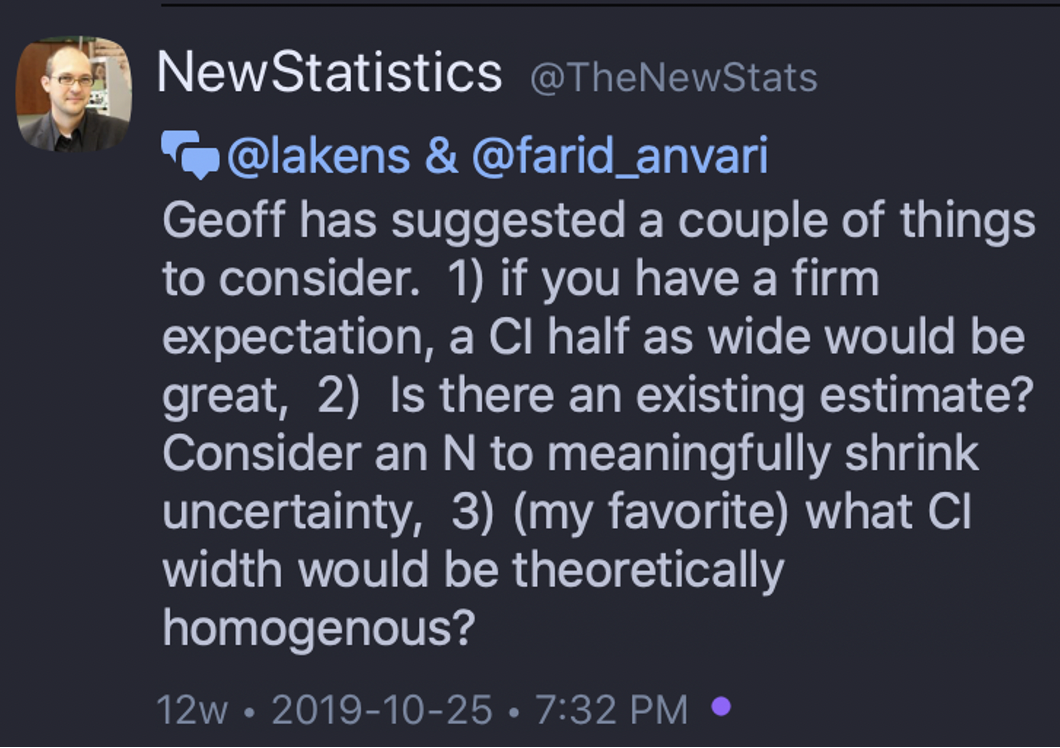 NewStatistics @TheNewStats
@lakens & @farid_anvari
Geoff has suggested a couple of things
to consider.  1) if you have a firm
expectation, a CI half as wide would be
great,  2)  Is there an existing estimate?
Consider an N to meaningfully shrink
uncertainty,  3) (my favorite) what CI
width would be theoretically
homogenous?
12w • 2019-10-25 • 7:32 PM